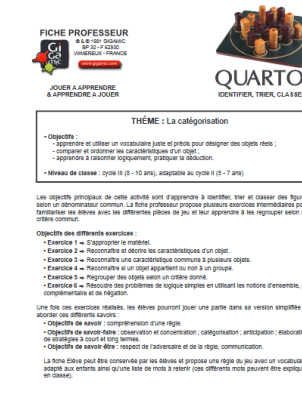 FICHE PROFESSEUR
® & © 1991 GIGAMIC
BP 30 - F 62930
WIMEREUX - FRANCE
GiGamic
www.gigamic.com
JOUER A APPRENDRE
& APPRENDRE A JOUER
QUARTO
IDENTIFIER, TRIER, CLASSE
THÈME : La catégorisation
• Objectifs :
- apprendre et utiliser un vocabulaire juste et précis pour désigner des objets réels ;
- comparer et ordonner les caractéristiques d'un objet ;
- apprendre à raisonner logiquement, pratiquer la déduction.
• Niveau de classe : cycle III (8 - 10 ans), adaptable au cycle II (5 - 7 ans)
Les objectifs principaux de cette activité sont d'apprendre à identifier, trier et classer des figur
selon un dénominateur commun. La fiche professeur propose plusieurs exercices intermédiaires po
familiariser les élèves avec les différentes pièces de jeu et leur apprendre à les regrouper selon
critère commun.
Objectifs des différents exercices :
• Exercice 1 ⇒ S'approprier le matériel.
• Exercice 2 ⇒ Reconnaître et décrire les caractéristiques d'un objet .
• Exercice 3 ⇒ Reconnaître une caractéristique commune à plusieurs objets.
• Exercice 4 ⇒ Reconnaître si un objet appartient ou non à un groupe.
• Exercice 5 ⇒ Regrouper des objets selon un critère donné.
• Exercice 6 ⇒ Résoudre des problèmes de logique simples en utilisant les notions d'ensemble,
complémentaire et de négation.
Une fois ces exercices réalisés, les élèves pourront jouer une partie dans sa version simplifiée
aborder ces différents savoirs :
• Objectifs de savoir : compréhension d'une règle.
• Objectifs de savoir-faire : observation et concentration ; catégorisation ; anticipation ; élaborati
de stratégies à court et long termes.
• Objectifs de savoir-être : respect de l'adversaire et de la règle, communication.
La fiche Elève peut être conservée par les élèves et propose une règle du jeu avec un vocabula
adapté aux enfants ainsi qu'une liste de mots à retenir (ces différents mots peuvent être expliqu
en classe).